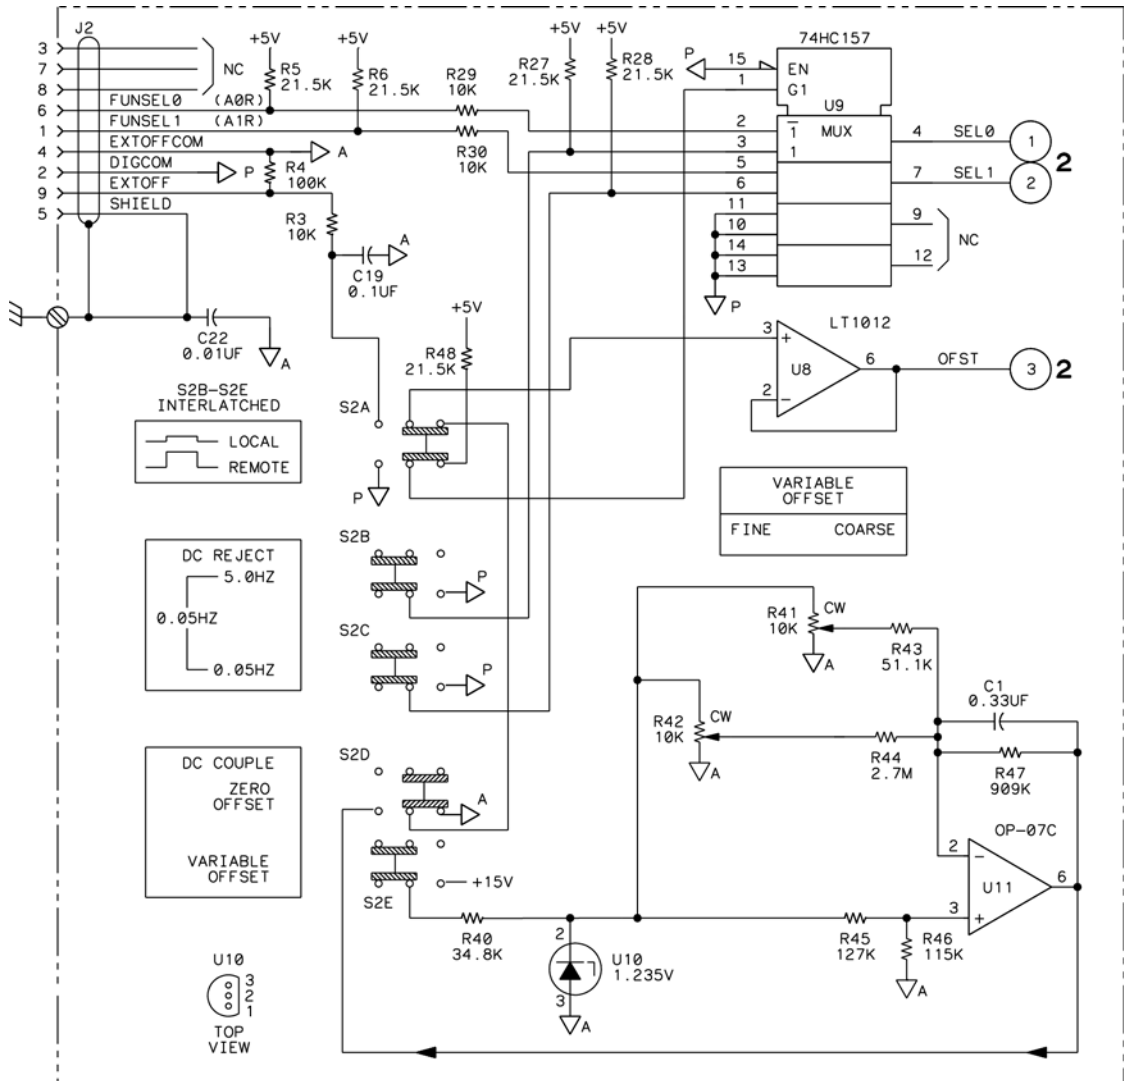 J2
3
7
8
6
1
4
2
9
5
NC
FUNSEL0 (A0R)
FUNSEL1 (A1R)
EXTOFFCOM
DIGCOM
EXTOFF
SHIELD
+5V
R5
21.5K
+5V
R6
21.5K
R29
10K
R30
10K
A
P
R4
100K
R3
10K
C19
0.1UF
A
C22
0.01UF
A
+5V
R27
21.5K
+5V
R28
21.5K
74HC157
P
15
EN
1
G1
U9
MUX
2
1
3
1
5
6
11
10
14
13
P
4
SEL0
1
2
7
SEL1
2
9
12
NC
LT1012
3
+
U8
2
−
6
OFST
3
2
+5V
R48
21.5K
S2B-S2E
INTERLATCHED
LOCAL
REMOTE
S2A
P
VARIABLE
OFFSET
FINE COARSE
DC REJECT
5.0HZ
0.05HZ
0.05HZ
S2B
P
S2C
P
R41
10K
CW
A
R43
51.1K
R42
10K
CW
A
R44
2.7M
C1
0.33UF
R47
909K
DC COUPLE
ZERO
OFFSET
VARIABLE
OFFSET
S2D
A
S2E
+15V
OP-07C
2
−
U11
3
+
6
R40
34.8K
R45
127K
R46
115K
A
2
U10
1.235V
3
A
U10
3
2
1
TOP
VIEW